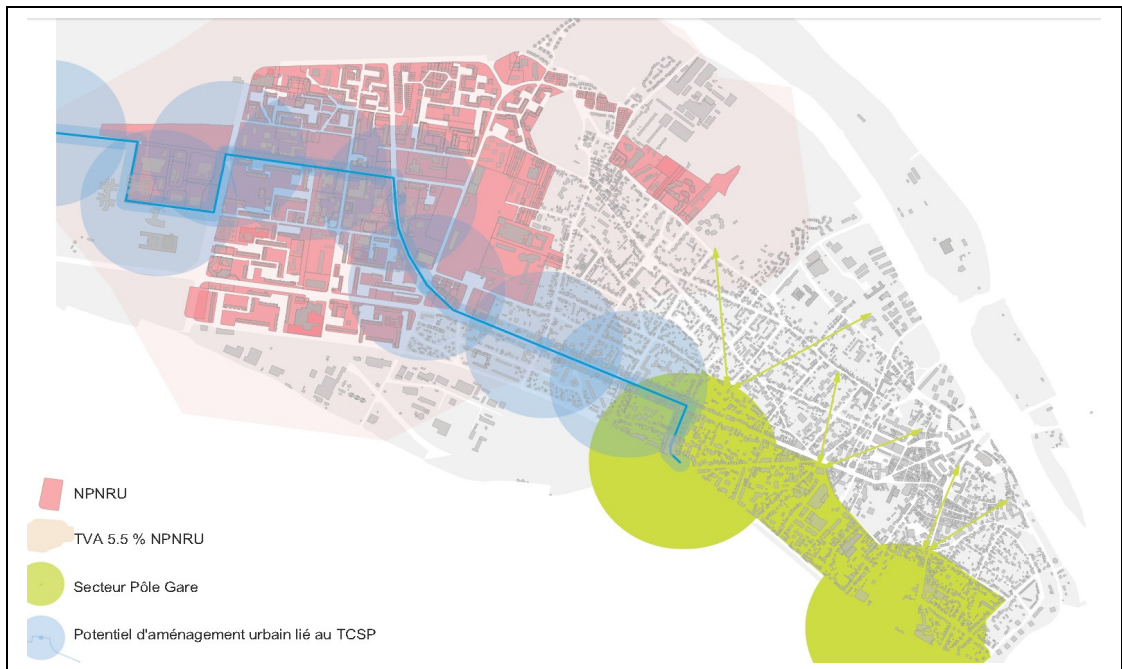 NPNRU
TVA 5.5 % NPNRU
Secteur Pôle Gare
Potentiel d'aménagement urbain lié au TCSP